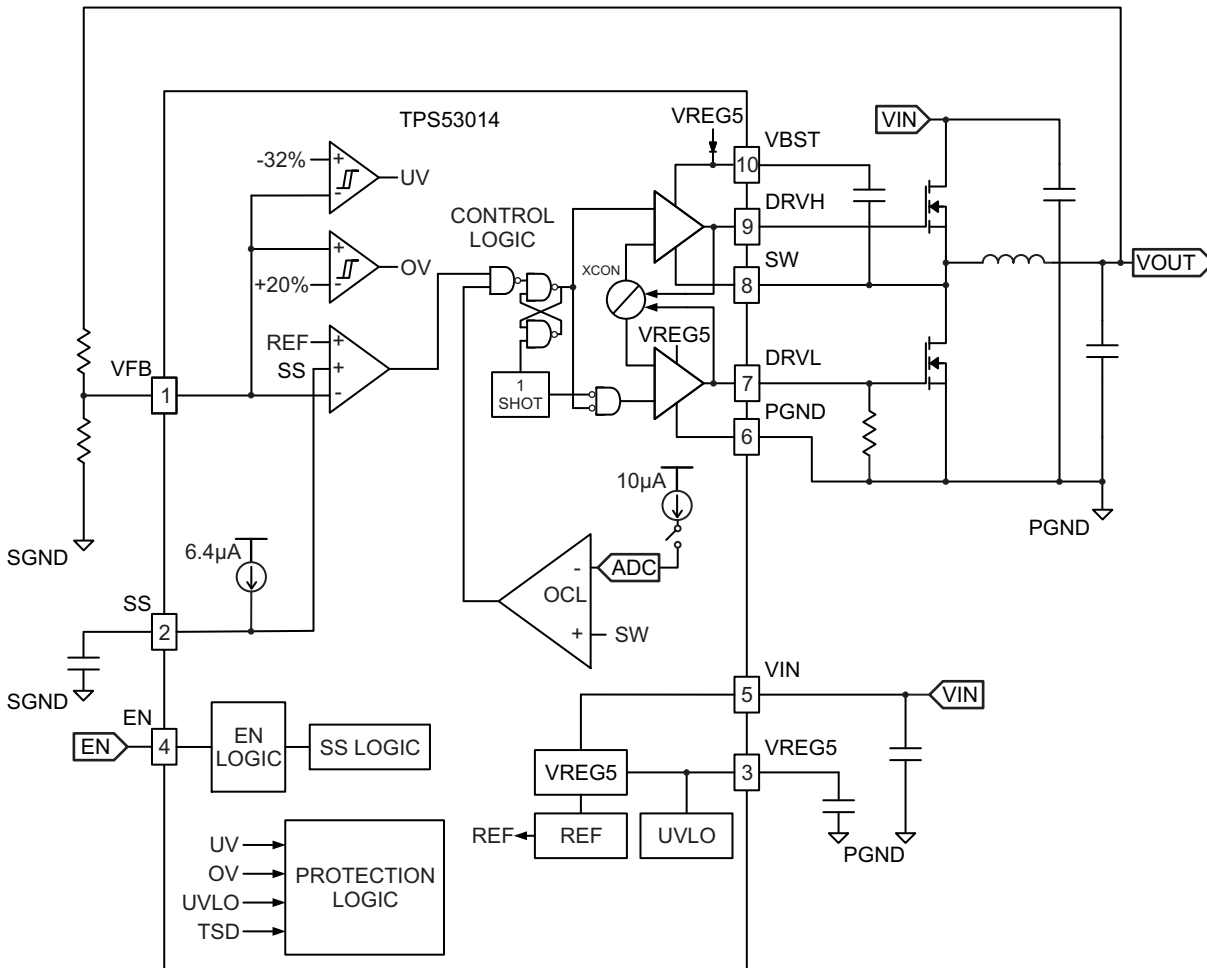 TPS53014
VREG5
VIN
VBST
-32%
+
-
UV
10
DRVH
CONTROL
LOGIC
9
+
-
OV
+20%
SW
XCON
8
VOUT
REF
+
SS
+
-
VREG5
DRVL
VFB
1
7
1
SHOT
PGND
6
10µA
PGND
SGND
6.4µA
-
ADC
OCL
SS
2
+
SW
SGND
VIN
5
VIN
EN
EN
4
EN
LOGIC
SS LOGIC
VREG5
VREG5
3
REF
REF
UVLO
PGND
UV
OV
UVLO
TSD
PROTECTION
LOGIC